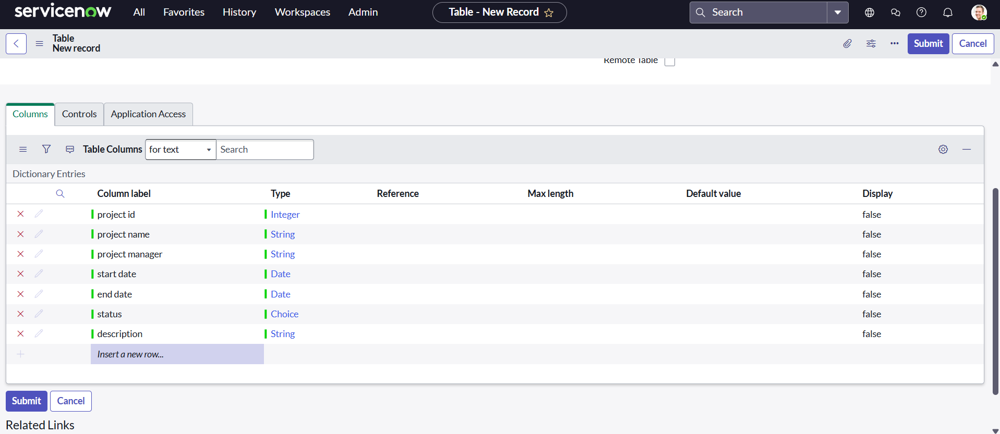 servicenow All Favorites History Workspaces Admin Table - New Record Search
Table
New record
Submit Cancel
Remote Table
Columns Controls Application Access
Table Columns for text Search
Dictionary Entries
Column label Type Reference Max length Default value Display
project id Integer false
project name String false
project manager String false
start date Date false
end date Date false
status Choice false
description String false
Insert a new row...
Submit Cancel
Related Links